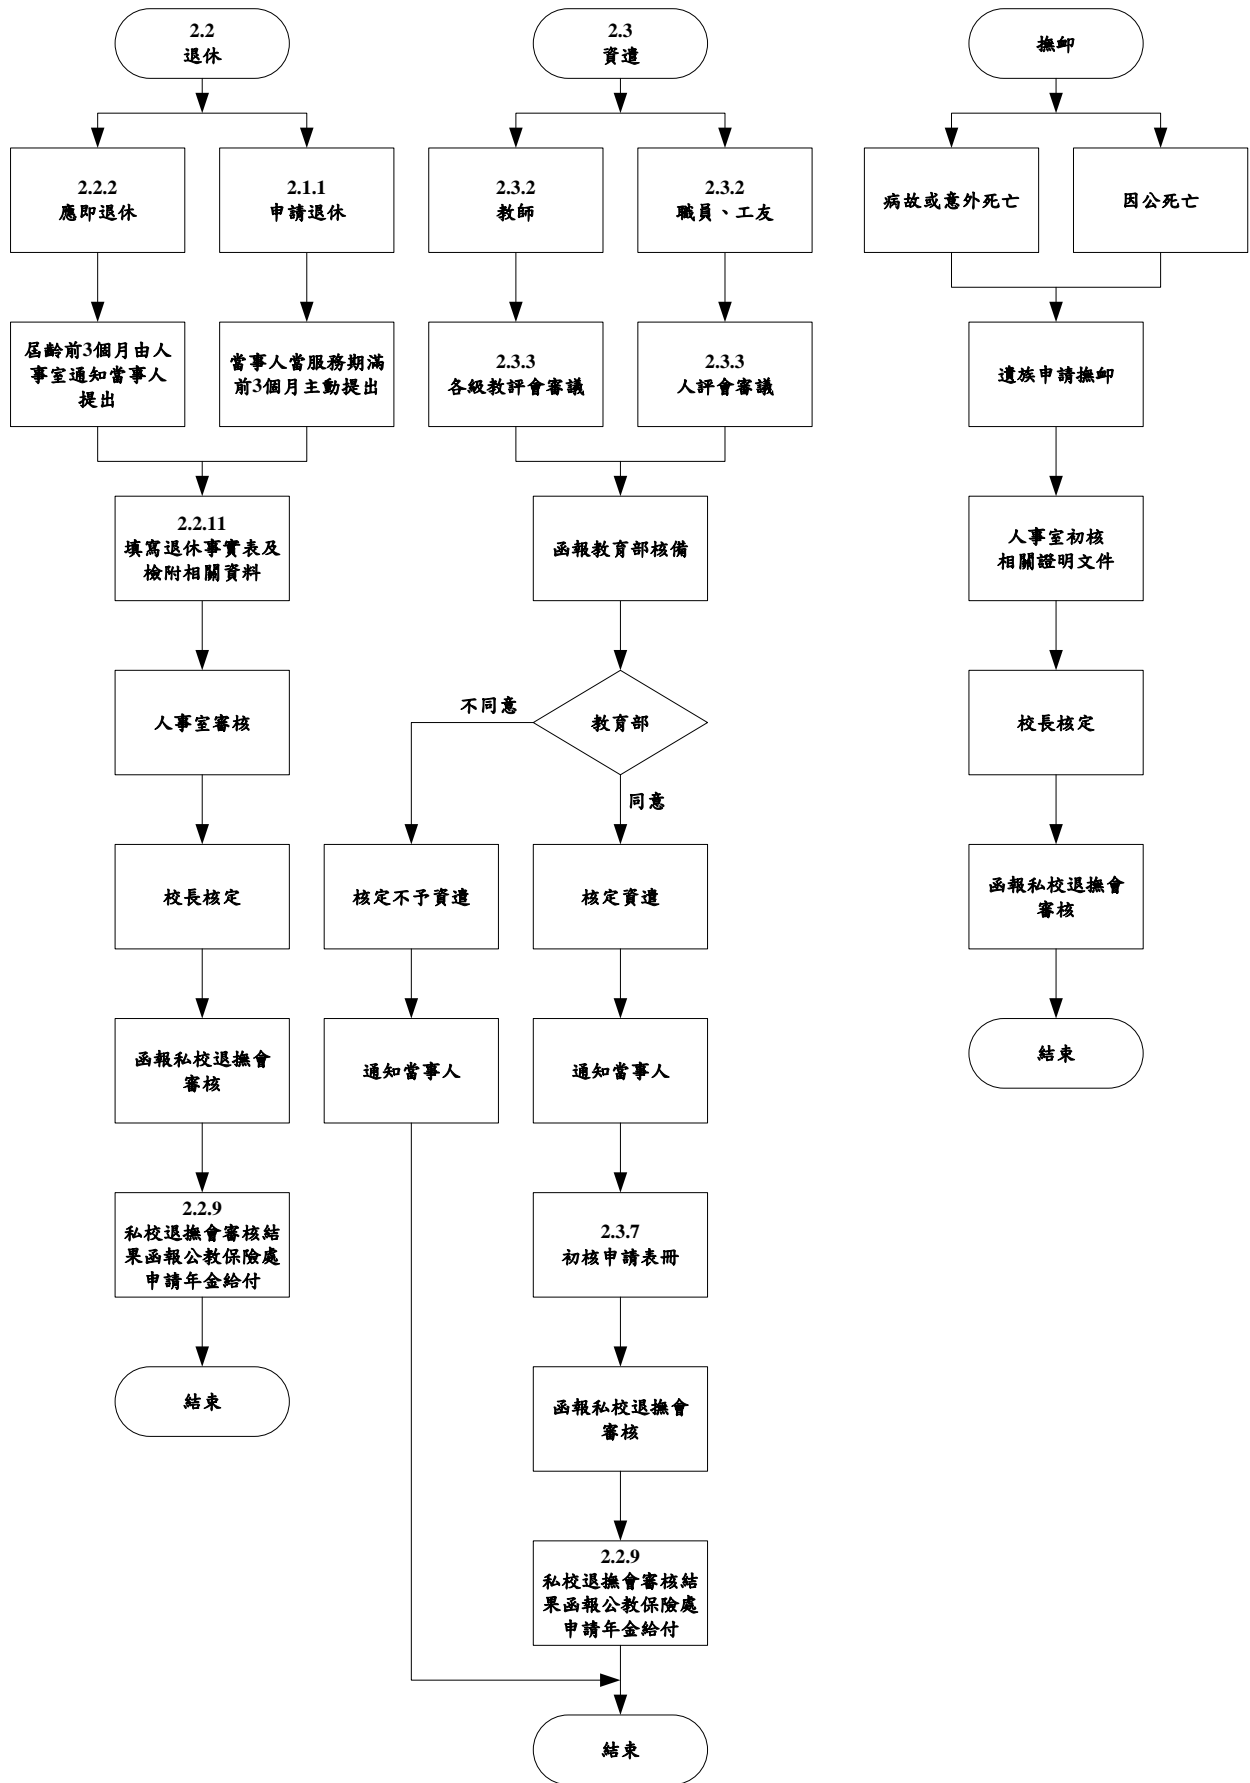 2.2
退休
2.2.2
應即退休
2.1.1
申請退休
屆齡前3個月由人
事室通知當事人
提出
當事人當服務期滿
前3個月主動提出
2.2.11
填寫退休事實表及
檢附相關資料
人事室審核
校長核定
函報私校退撫會
審核
2.2.9
私校退撫會審核結
果函報公教保險處
申請年金給付
結束
2.3
資遣
2.3.2
教師
2.3.2
職員、工友
2.3.3
各級教評會審議
2.3.3
人評會審議
函報教育部核備
教育部
不同意
同意
核定不予資遣
通知當事人
核定資遣
通知當事人
2.3.7
初核申請表冊
函報私校退撫會
審核
2.2.9
私校退撫會審核結
果函報公教保險處
申請年金給付
結束
撫卹
病故或意外死亡
因公死亡
遺族申請撫卹
人事室初核
相關證明文件
校長核定
函報私校退撫會
審核
結束